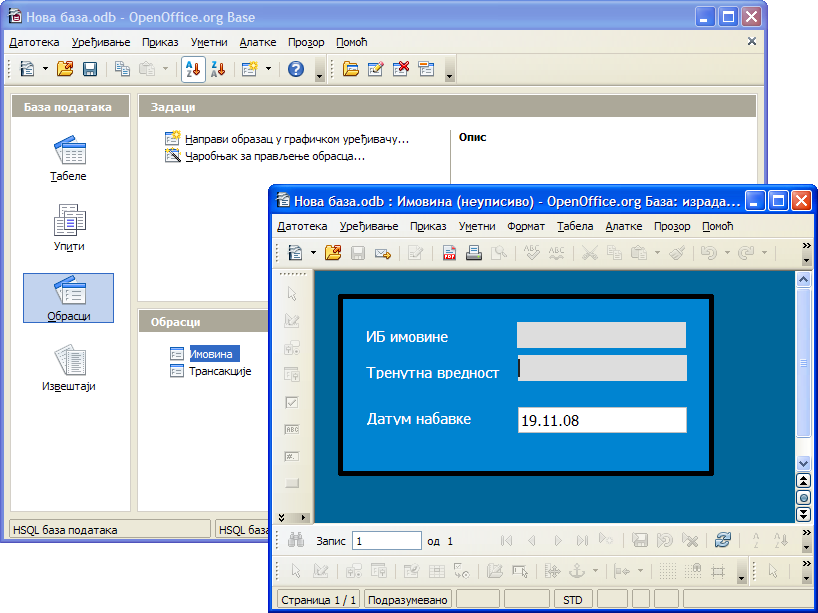 Нова база.odb - OpenOffice.org Base
Датотека Уређивање Приказ Уметни Алатке Прозор Помоћ
База података
Задаци
Табеле
Упити
Обрасци
Извештаји
Направи образац у графичком уређивачу...
Чаробњак за прављење обрасца...
Опис
Обрасци
Имовина
Трансакције
HSQL база података
HSQL база
Нова база.odb : Имовина (неуписиво) - OpenOffice.org База: израда...
Датотека Уређивање Приказ Уметни Формат Табела Алатке Прозор Помоћ
ИБ имовине
Тренутна вредност
Датум набавке 19.11.08
Запис 1 од 1
Страница 1 / 1 Подразумевано STD